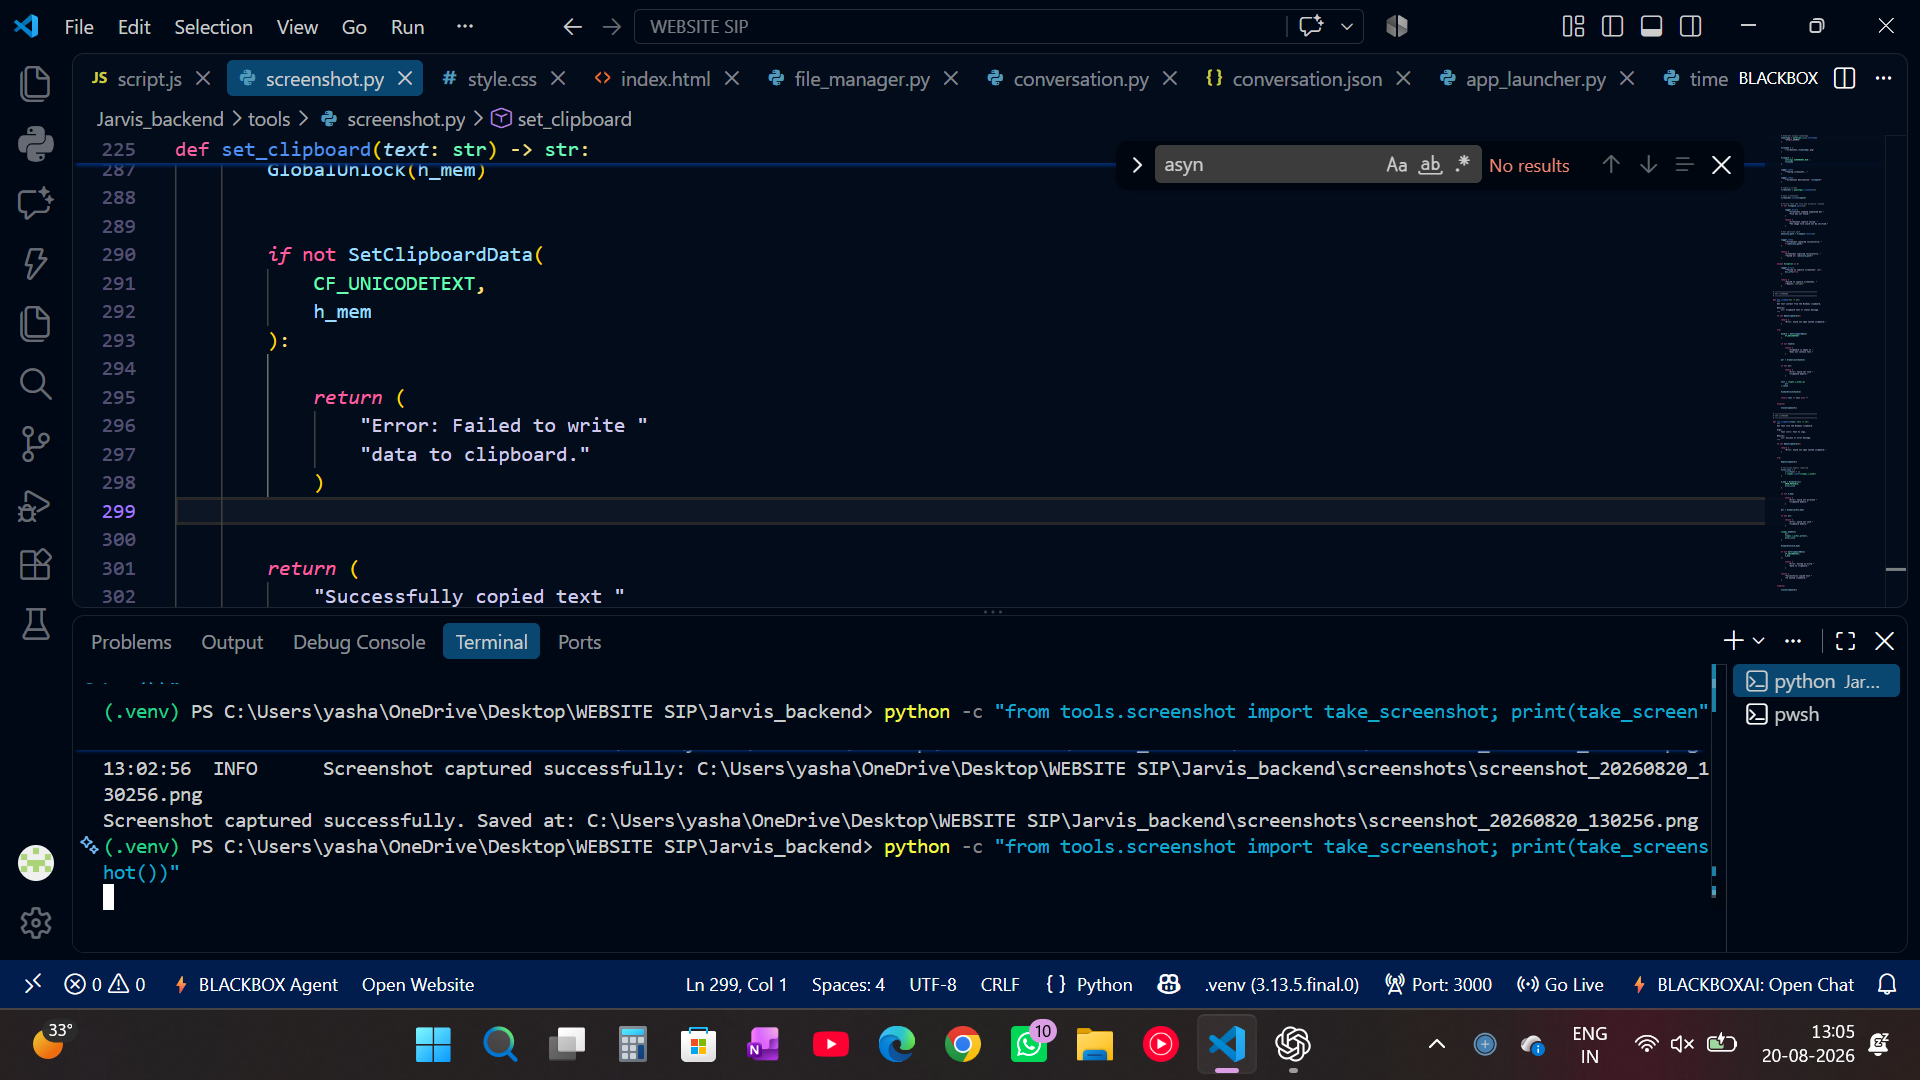 File Edit Selection View Go Run ··· WEBSITE SIP
JS script.js screenshot.py # style.css <> index.html file_manager.py conversation.py {} conversation.json app_launcher.py time BLACKBOX ···
Jarvis_backend > tools > screenshot.py > set_clipboard
225 def set_clipboard(text: str) -> str:
asyn Aa ab .* No results
287 GlobalUnlock(h_mem)
288
289
290 if not SetClipboardData(
291 CF_UNICODETEXT,
292 h_mem
293 ):
294
295 return (
296 "Error: Failed to write "
297 "data to clipboard."
298 )
299
300
301 return (
302 "Successfully copied text "
Problems Output Debug Console Terminal Ports
python Jar...
pwsh
(.venv) PS C:\Users\yasha\OneDrive\Desktop\WEBSITE SIP\Jarvis_backend> python -c "from tools.screenshot import take_screenshot; print(take_screen"
13:02:56 INFO Screenshot captured successfully: C:\Users\yasha\OneDrive\Desktop\WEBSITE SIP\Jarvis_backend\screenshots\screenshot_20260820_1
30256.png
Screenshot captured successfully. Saved at: C:\Users\yasha\OneDrive\Desktop\WEBSITE SIP\Jarvis_backend\screenshots\screenshot_20260820_130256.png
(.venv) PS C:\Users\yasha\OneDrive\Desktop\WEBSITE SIP\Jarvis_backend> python -c "from tools.screenshot import take_screenshot; print(take_screens
hot())"
0 0 BLACKBOX Agent Open Website Ln 299, Col 1 Spaces: 4 UTF-8 CRLF {} Python .venv (3.13.5.final.0) Port: 3000 Go Live BLACKBOXAI: Open Chat
33° N 10 ENG 13:05
IN 20-08-2026